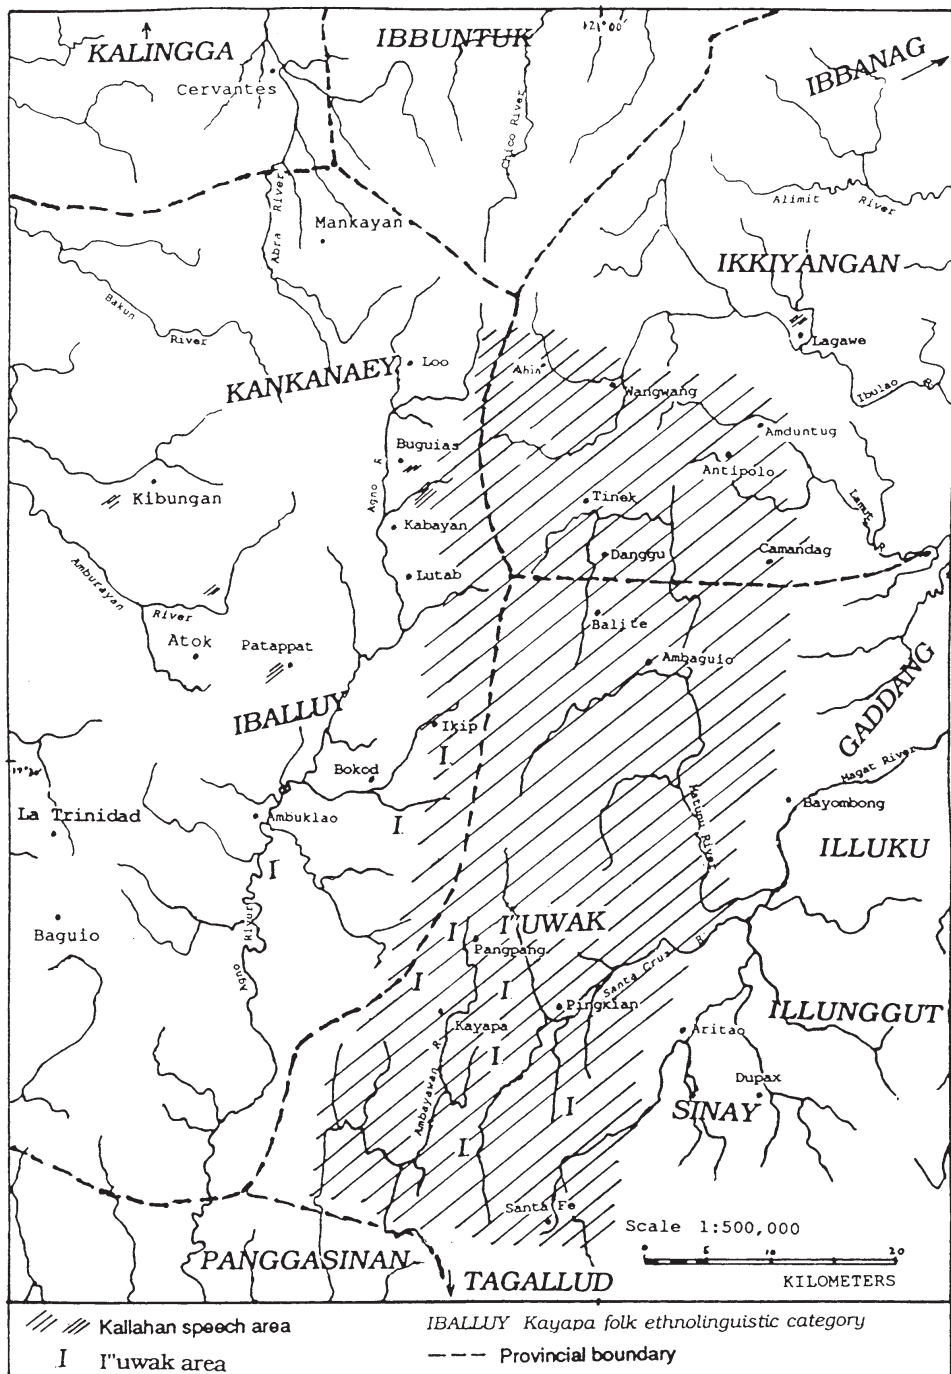 KALINGGA
IBBUNTUK
121°00'
IBBANAG
Cervantes
Chico River
Abra River
Alimit River
Mankayan
IKKIYANGAN
Bakun River
Lagawe
Loo
Ahin
KANKANAEY
Wangwang
Ibulao R.
Buguias
Amduntug
Antipolo
Kibungan
Agno R
Tinek
Lamut R.
Kabayan
Danggu
Camandag
Amburayan River
Lutab
Balite
Atok
Patappat
Ambaguio
GADDANG
IBALLUY
Ikip
I
Bokod
Magat River
Bayombong
La Trinidad
Ambuklao
I
Matunu River
ILLUKU
I
Baguio
Agno River
I
I"UWAK
Pangpang
Santa Cruz R.
I
I
Pingkian
ILLUNGGUT
Kayapa
Aritao
I
Ambayawan R.
Dupax
I
SINAY
I
Santa Fe
Scale 1:500,000
PANGGASINAN
0 5 10 20
TAGALLUD
KILOMETERS
Kallahan speech area
IBALLUY Kayapa folk ethnolinguistic category
I I"uwak area
Provincial boundary